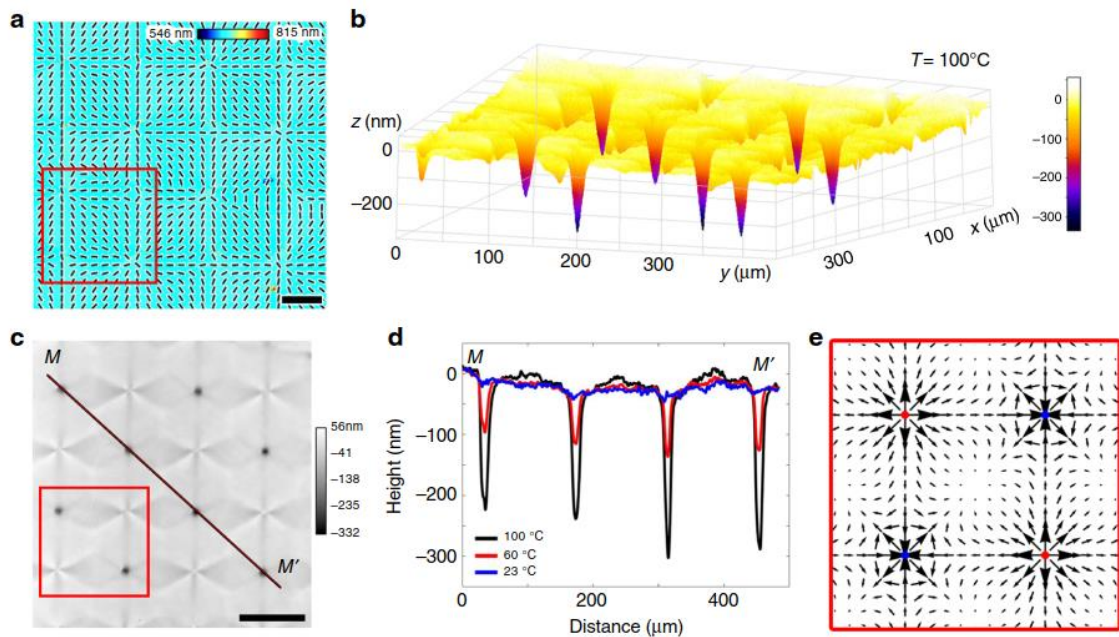 a
546 nm
815 nm
b
T = 100°C
z (nm)
0
−200
0
100
200
300
y (μm)
300
100
x (μm)
0
−100
−200
−300
c
M
M′
56nm
−41
−138
−235
−332
d
M
M′
0
−100
−200
−300
Height (nm)
100 °C
60 °C
23 °C
0
200
400
Distance (μm)
e